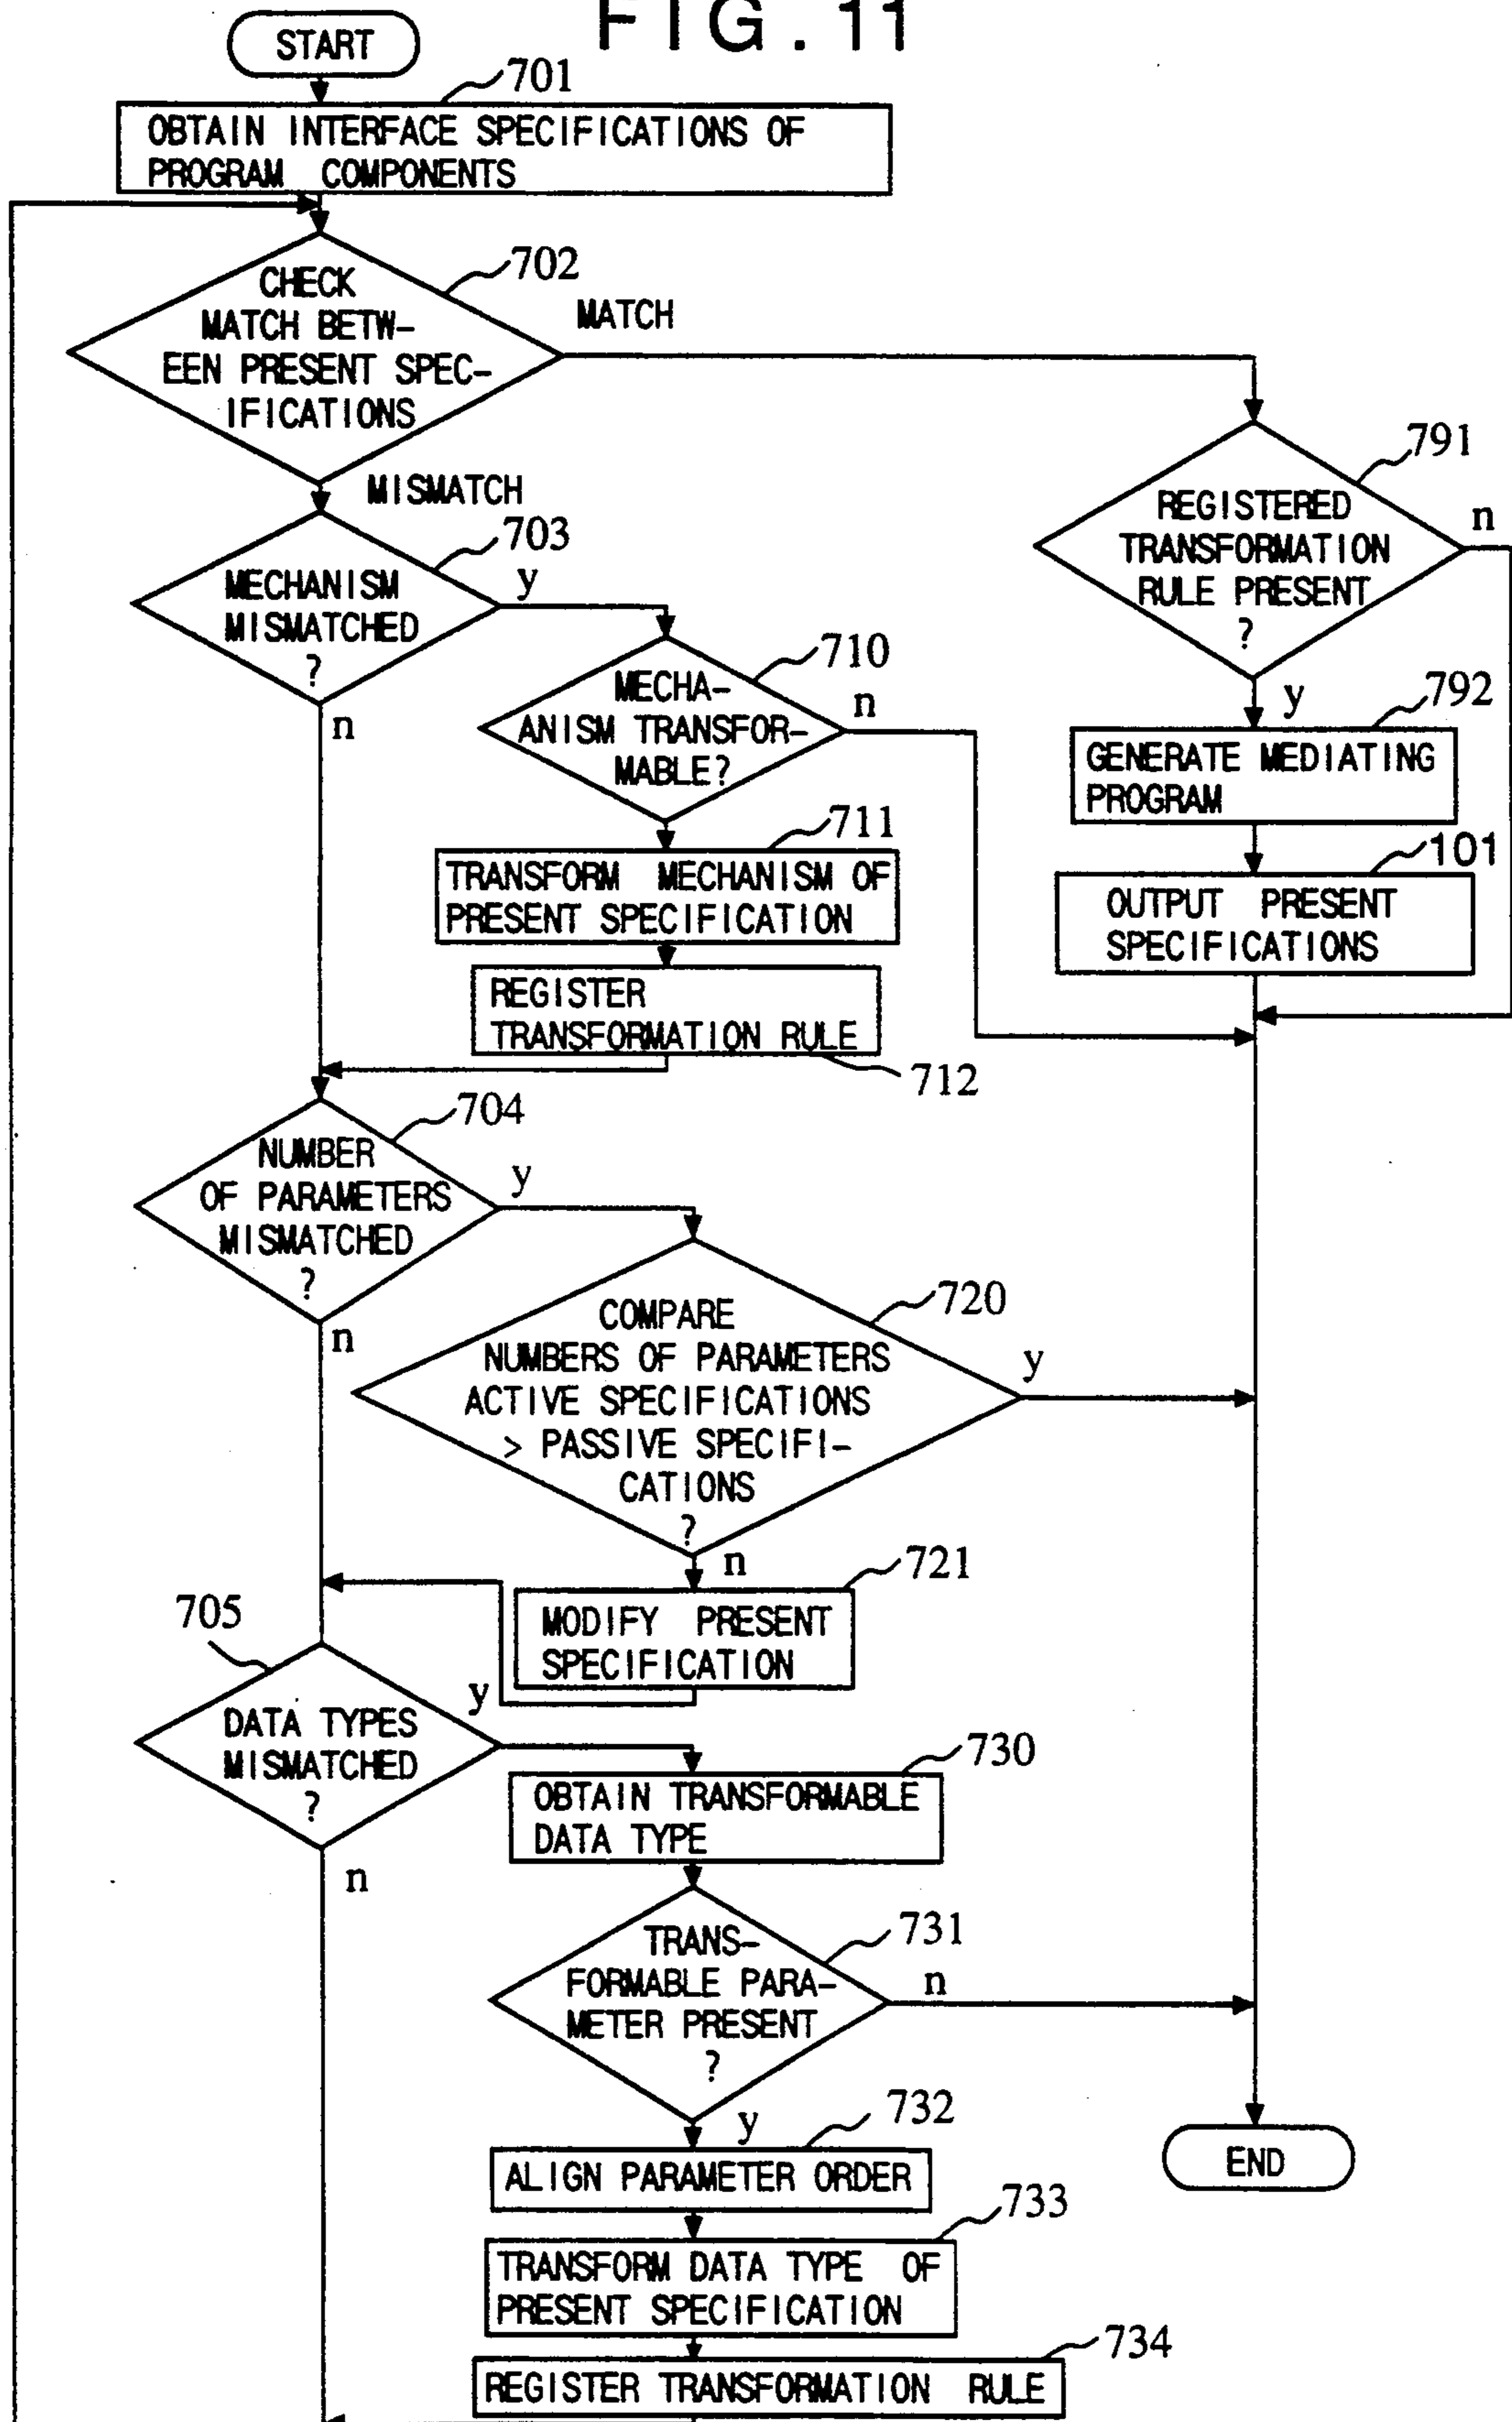 FIG. 11
START
701
OBTAIN INTERFACE SPECIFICATIONS OF
PROGRAM COMPONENTS
702
CHECK
MATCH BETW-
EEN PRESENT SPEC-
IFICATIONS
MATCH
MISMATCH
791
REGISTERED
TRANSFORMATION
RULE PRESENT
?
n
y
703
MECHANISM
MISMATCHED
?
y
n
710
MECHA-
ANISM TRANSFOR-
MABLE?
n
792
GENERATE MEDIATING
PROGRAM
711
TRANSFORM MECHANISM OF
PRESENT SPECIFICATION
101
OUTPUT PRESENT
SPECIFICATIONS
REGISTER
TRANSFORMATION RULE
712
704
NUMBER
OF PARAMETERS
MISMATCHED
?
y
n
720
COMPARE
NUMBERS OF PARAMETERS
ACTIVE SPECIFICATIONS
> PASSIVE SPECIFI-
CATIONS
?
y
n
721
MODIFY PRESENT
SPECIFICATION
705
DATA TYPES
MISMATCHED
?
y
n
730
OBTAIN TRANSFORMABLE
DATA TYPE
731
TRANS-
FORMABLE PARA-
METER PRESENT
?
n
y
732
ALIGN PARAMETER ORDER
END
733
TRANSFORM DATA TYPE OF
PRESENT SPECIFICATION
734
REGISTER TRANSFORMATION RULE